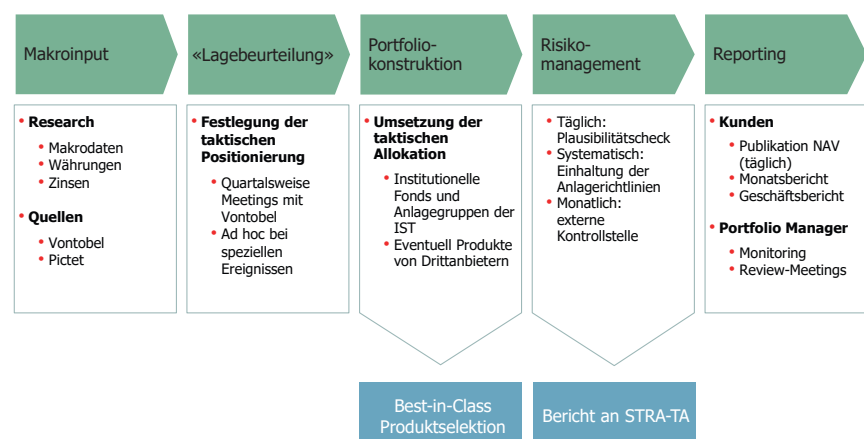 Makroinput
• Research
• Makrodaten
• Währungen
• Zinsen
• Quellen
• Vontobel
• Pictet
«Lagebeurteilung»
• Festlegung der
taktischen
Positionierung
• Quartalsweise
Meetings mit
Vontobel
• Ad hoc bei
speziellen
Ereignissen
Portfolio-
konstruktion
• Umsetzung der
taktischen
Allokation
• Institutionelle
Fonds und
Anlagegruppen der
IST
• Eventuell Produkte
von Drittanbietern
Best-in-Class
Produktselektion
Risiko-
management
• Täglich:
Plausibilitätscheck
• Systematisch:
Einhaltung der
Anlagerichtlinien
• Monatlich:
externe
Kontrollstelle
Bericht an STRA-TA
Reporting
• Kunden
• Publikation NAV
(täglich)
• Monatsbericht
• Geschäftsbericht
• Portfolio Manager
• Monitoring
• Review-Meetings